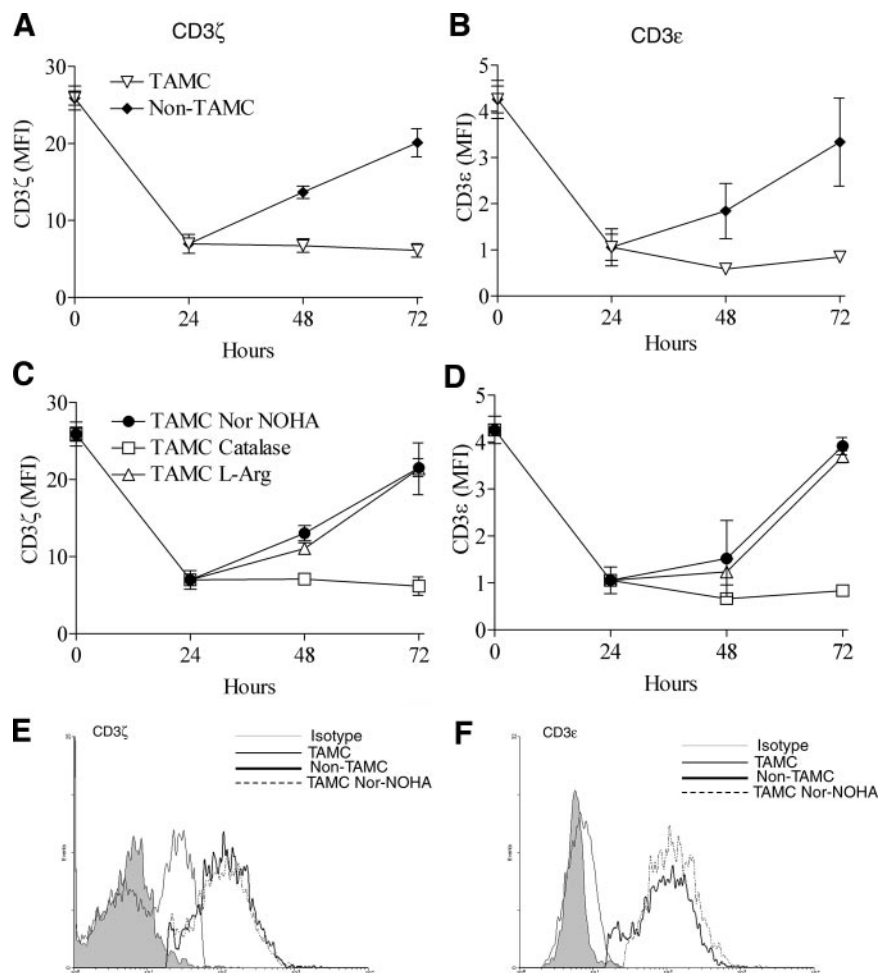 A
CD3ζ
B
CD3ε
30
20
10
0
CD3ζ (MFI)
TAMC
Non-TAMC
0 24 48 72
Hours
5
4
3
2
1
0
CD3ε (MFI)
0 24 48 72
Hours
C
30
20
10
0
CD3ζ (MFI)
TAMC Nor NOHA
TAMC Catalase
TAMC L-Arg
0 24 48 72
Hours
D
5
4
3
2
1
0
CD3ε (MFI)
0 24 48 72
Hours
E
CD3ζ
Isotype
TAMC
Non-TAMC
TAMC Nor-NOHA
Events
F
CD3ε
Isotype
TAMC
Non-TAMC
TAMC Nor-NOHA
Events